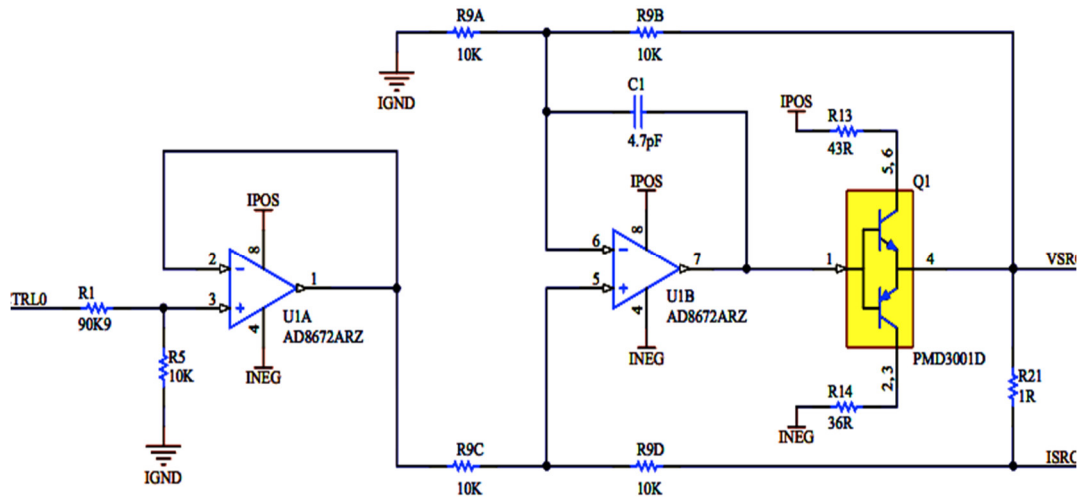 R9A
10K
R9B
10K
IGND
C1
4.7pF
IPOS
R13
43R
5, 6
Q1
IPOS
8
2
3
1
4
U1A
AD8672ARZ
INEG
TRL0
R1
90K9
R5
10K
IGND
IPOS
8
6
5
7
4
U1B
AD8672ARZ
INEG
1
4
PMD3001D
2, 3
R14
36R
INEG
R21
1R
R9C
10K
R9D
10K